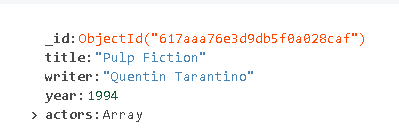 _id:ObjectId("617aaa76e3d9db5f0a028caf")
title:"Pulp Fiction"
writer:"Quentin Tarantino"
year:1994
> actors:Array